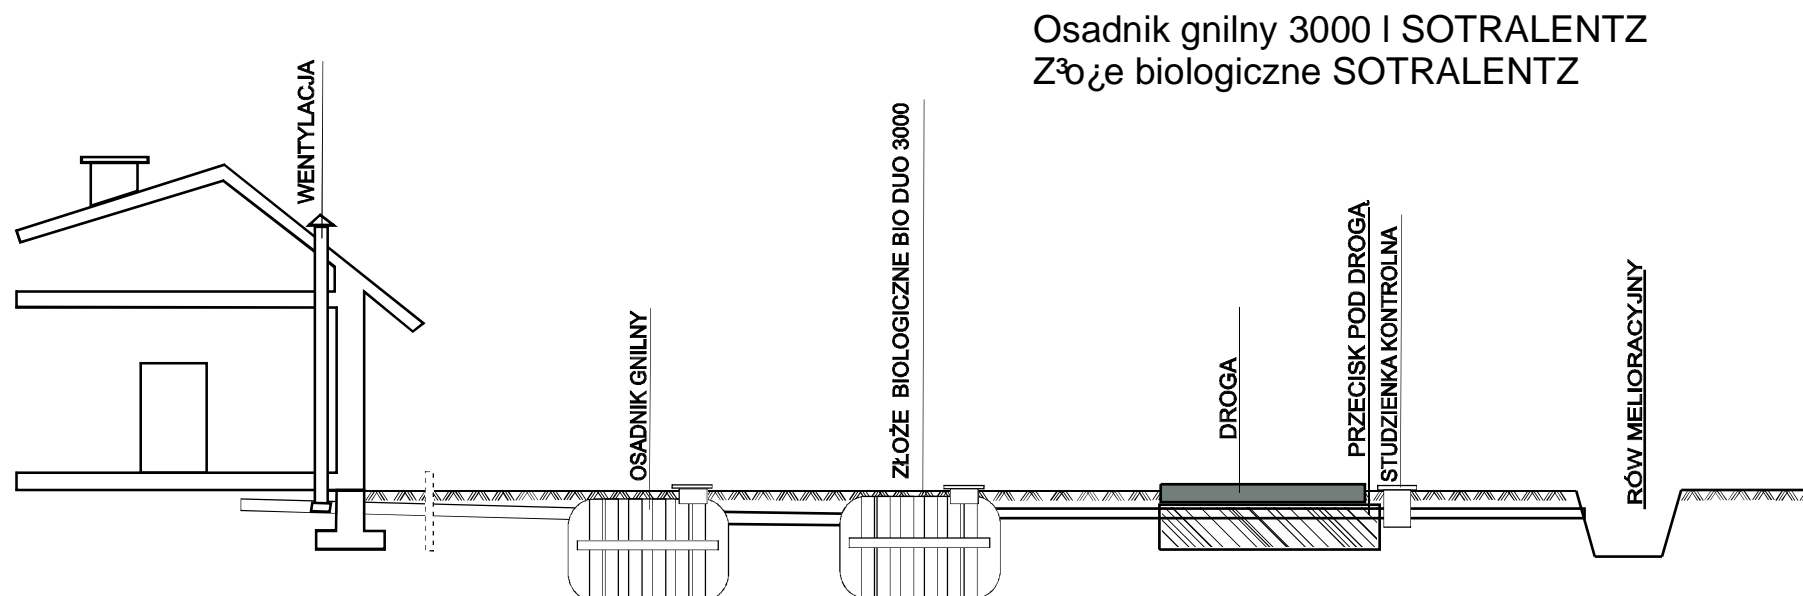 Osadnik gnilny 3000 l SOTRALENTZ
Z³o¿e biologiczne SOTRALENTZ
WENTYLACJA
OSADNIK GNILNY
ZŁOŻE BIOLOGICZNE BIO DUO 3000
DROGA
PRZECISK POD DROGĄ
STUDZIENKA KONTROLNA
RÓW MELIORACYJNY